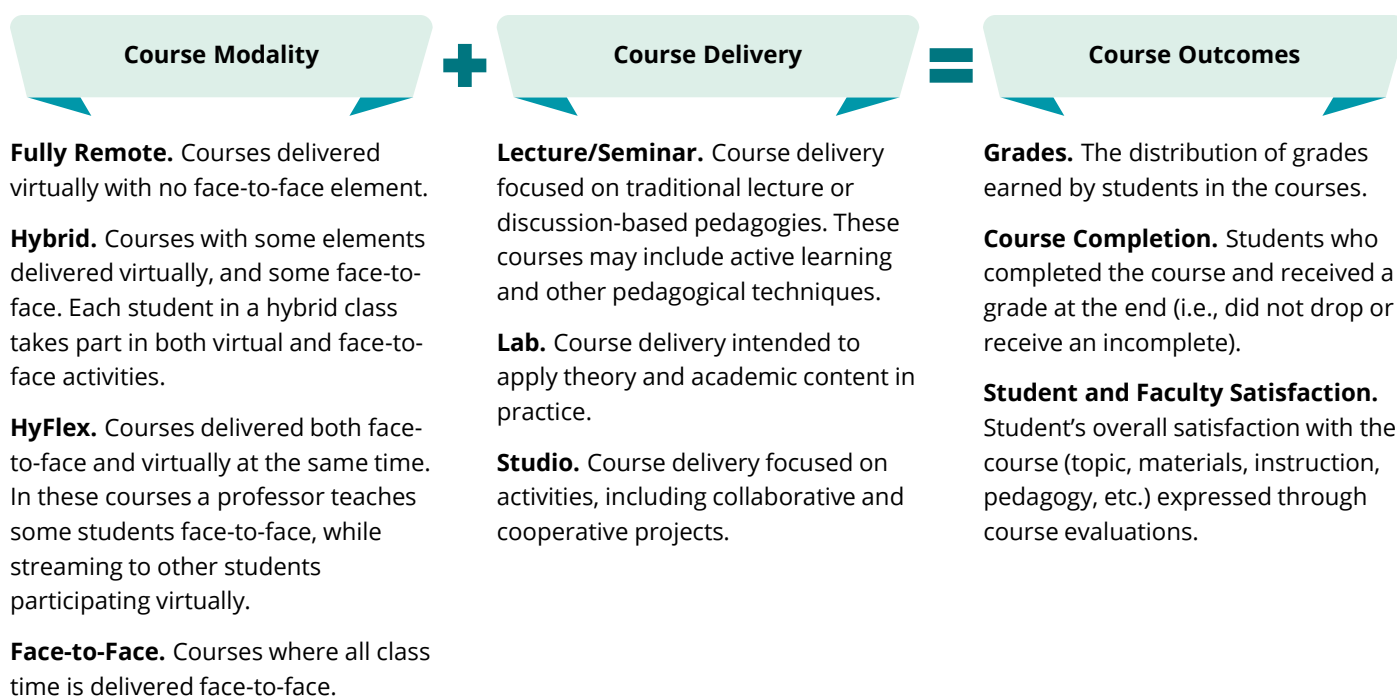 Course Modality
Fully Remote. Courses delivered
virtually with no face-to-face element.
Hybrid. Courses with some elements
delivered virtually, and some face-to-
face. Each student in a hybrid class
takes part in both virtual and face-to-
face activities.
HyFlex. Courses delivered both face-
to-face and virtually at the same time.
In these courses a professor teaches
some students face-to-face, while
streaming to other students
participating virtually.
Face-to-Face. Courses where all class
time is delivered face-to-face.
+
Course Delivery
Lecture/Seminar. Course delivery
focused on traditional lecture or
discussion-based pedagogies. These
courses may include active learning
and other pedagogical techniques.
Lab. Course delivery intended to
apply theory and academic content in
practice.
Studio. Course delivery focused on
activities, including collaborative and
cooperative projects.
=
Course Outcomes
Grades. The distribution of grades
earned by students in the courses.
Course Completion. Students who
completed the course and received a
grade at the end (i.e., did not drop or
receive an incomplete).
Student and Faculty Satisfaction.
Student’s overall satisfaction with the
course (topic, materials, instruction,
pedagogy, etc.) expressed through
course evaluations.